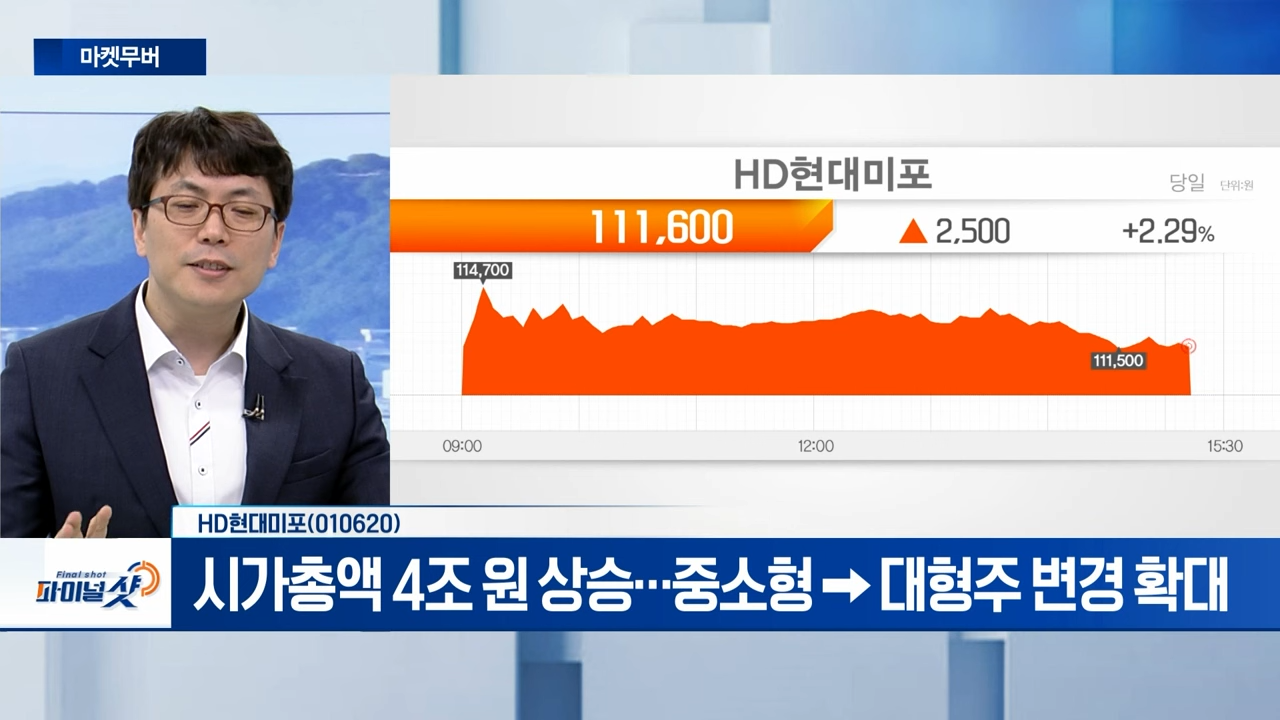 마켓무버
HD현대미포
당일 단위:원
111,600 ▲ 2,500 +2.29%
114,700
111,500
09:00 12:00 15:30
HD현대미포(010620)
Final shot
파이널샷
시가총액 4조 원 상승…중소형➡대형주 변경 확대